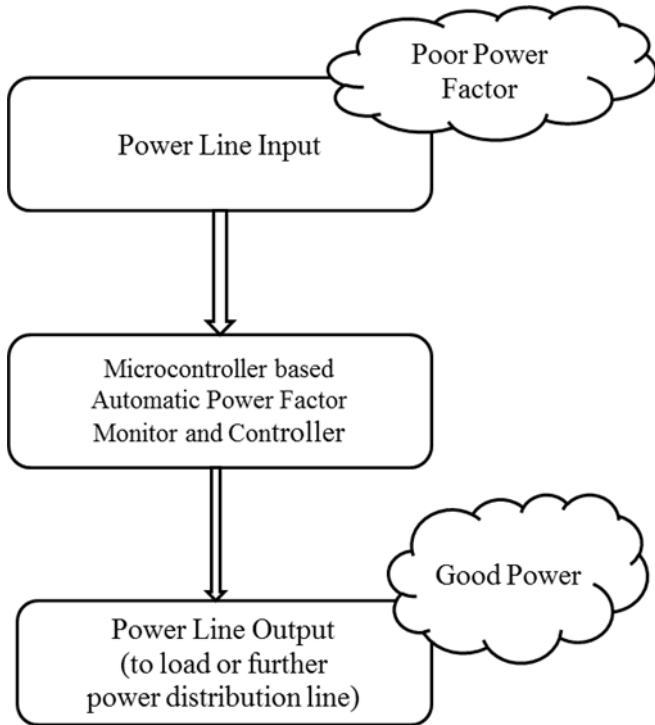 Poor Power
Factor
Power Line Input
Microcontroller based
Automatic Power Factor
Monitor and Controller
Good Power
Power Line Output
(to load or further
power distribution line)